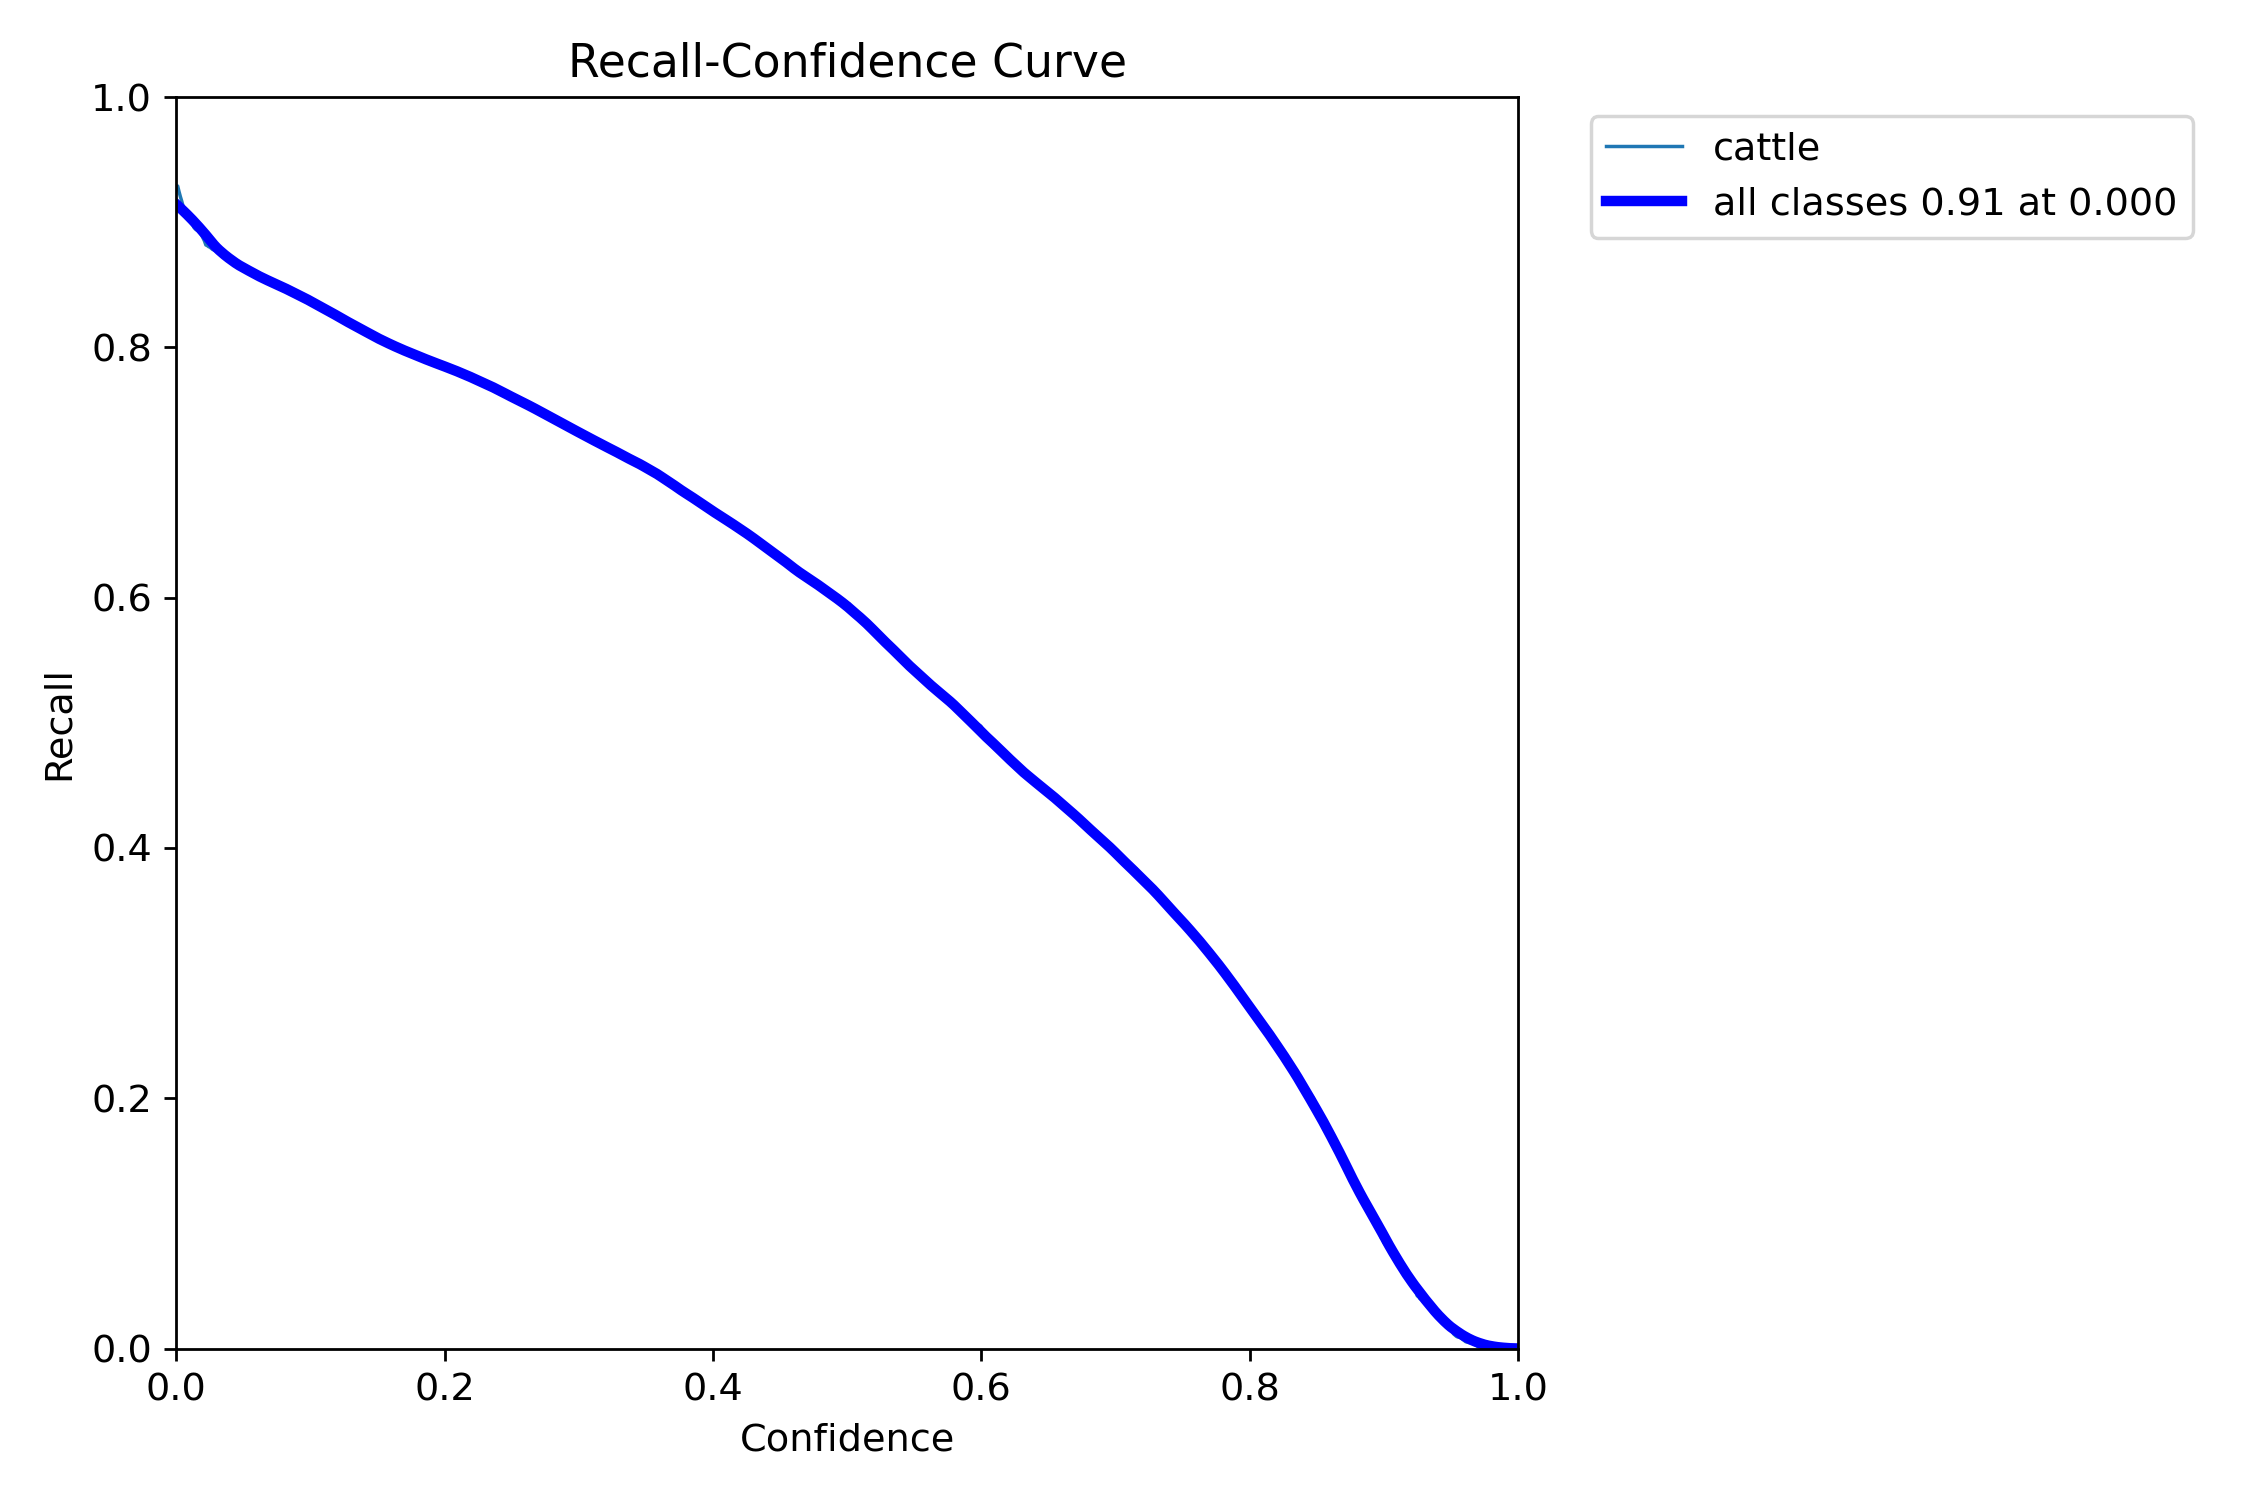 Recall-Confidence Curve
1.0
0.8
0.6
0.4
0.2
0.0
Recall
0.0 0.2 0.4 0.6 0.8 1.0
Confidence
cattle
all classes 0.91 at 0.000